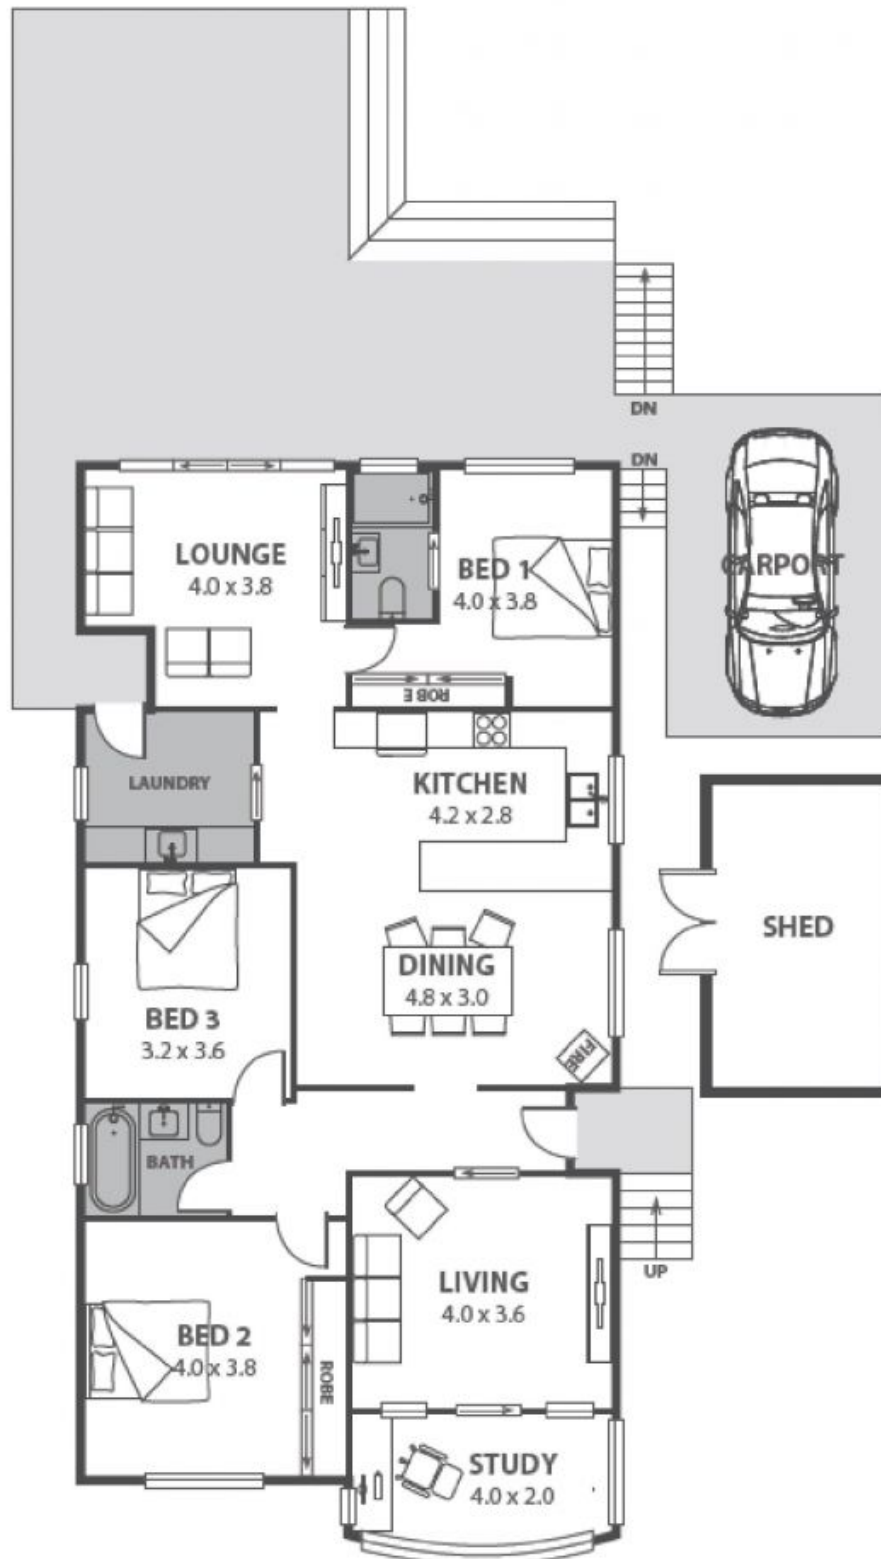 DN
DN
CARPORT
LOUNGE
4.0 x 3.8
BED 1
4.0 x 3.8
ROBE
LAUNDRY
KITCHEN
4.2 x 2.8
SHED
DINING
4.8 x 3.0
BED 3
3.2 x 3.6
FIRE
BATH
UP
LIVING
4.0 x 3.6
BED 2
4.0 x 3.8
ROBE
STUDY
4.0 x 2.0